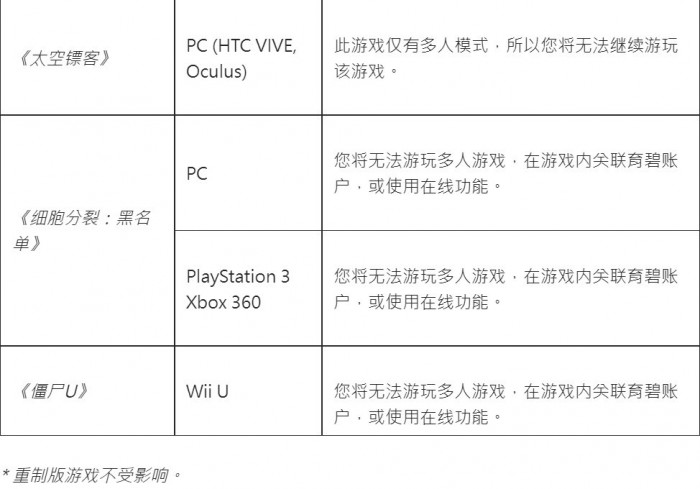 《太空镖客》
PC (HTC VIVE,
Oculus)
此游戏仅有多人模式，所以您将无法继续游玩
该游戏。
《细胞分裂：黑名
单》
PC
您将无法游玩多人游戏，在游戏内关联育碧账
户，或使用在线功能。
PlayStation 3
Xbox 360
您将无法游玩多人游戏，在游戏内关联育碧账
户，或使用在线功能。
《僵尸U》
Wii U
您将无法游玩多人游戏，在游戏内关联育碧账
户，或使用在线功能。
* 重制版游戏不受影响。